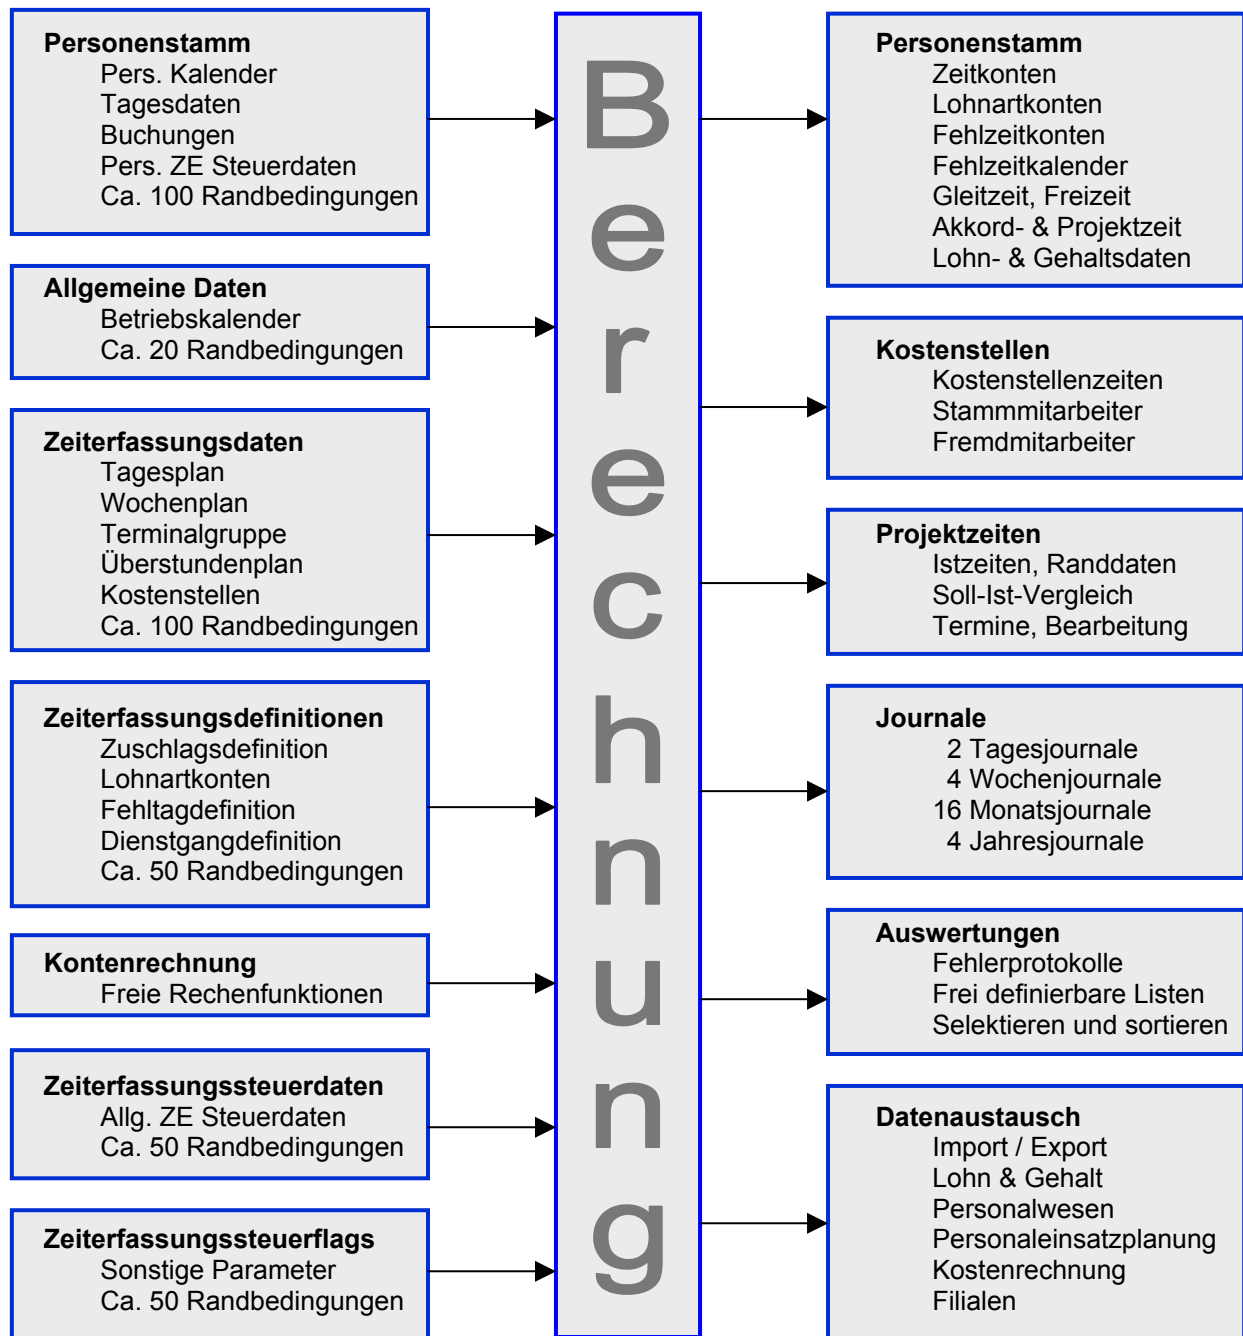 Personenstamm
Pers. Kalender
Tagesdaten
Buchungen
Pers. ZE Steuerdaten
Ca. 100 Randbedingungen
Allgemeine Daten
Betriebskalender
Ca. 20 Randbedingungen
Zeiterfassungsdaten
Tagesplan
Wochenplan
Terminalgruppe
Überstundenplan
Kostenstellen
Ca. 100 Randbedingungen
Zeiterfassungsdefinitionen
Zuschlagsdefinition
Lohnartkonten
Fehltagdefinition
Dienstgangdefinition
Ca. 50 Randbedingungen
Kontenrechnung
Freie Rechenfunktionen
Zeiterfassungssteuerdaten
Allg. ZE Steuerdaten
Ca. 50 Randbedingungen
Zeiterfassungssteuerflags
Sonstige Parameter
Ca. 50 Randbedingungen
Berechnung
Personenstamm
Zeitkonten
Lohnartkonten
Fehlzeitkonten
Fehlzeitkalender
Gleitzeit, Freizeit
Akkord- & Projektzeit
Lohn- & Gehaltsdaten
Kostenstellen
Kostenstellenzeiten
Stammmitarbeiter
Fremdmitarbeiter
Projektzeiten
Istzeiten, Randdaten
Soll-Ist-Vergleich
Termine, Bearbeitung
Journale
2 Tagesjournale
4 Wochenjournale
16 Monatsjournale
4 Jahresjournale
Auswertungen
Fehlerprotokolle
Frei definierbare Listen
Selektieren und sortieren
Datenaustausch
Import / Export
Lohn & Gehalt
Personalwesen
Personaleinsatzplanung
Kostenrechnung
Filialen